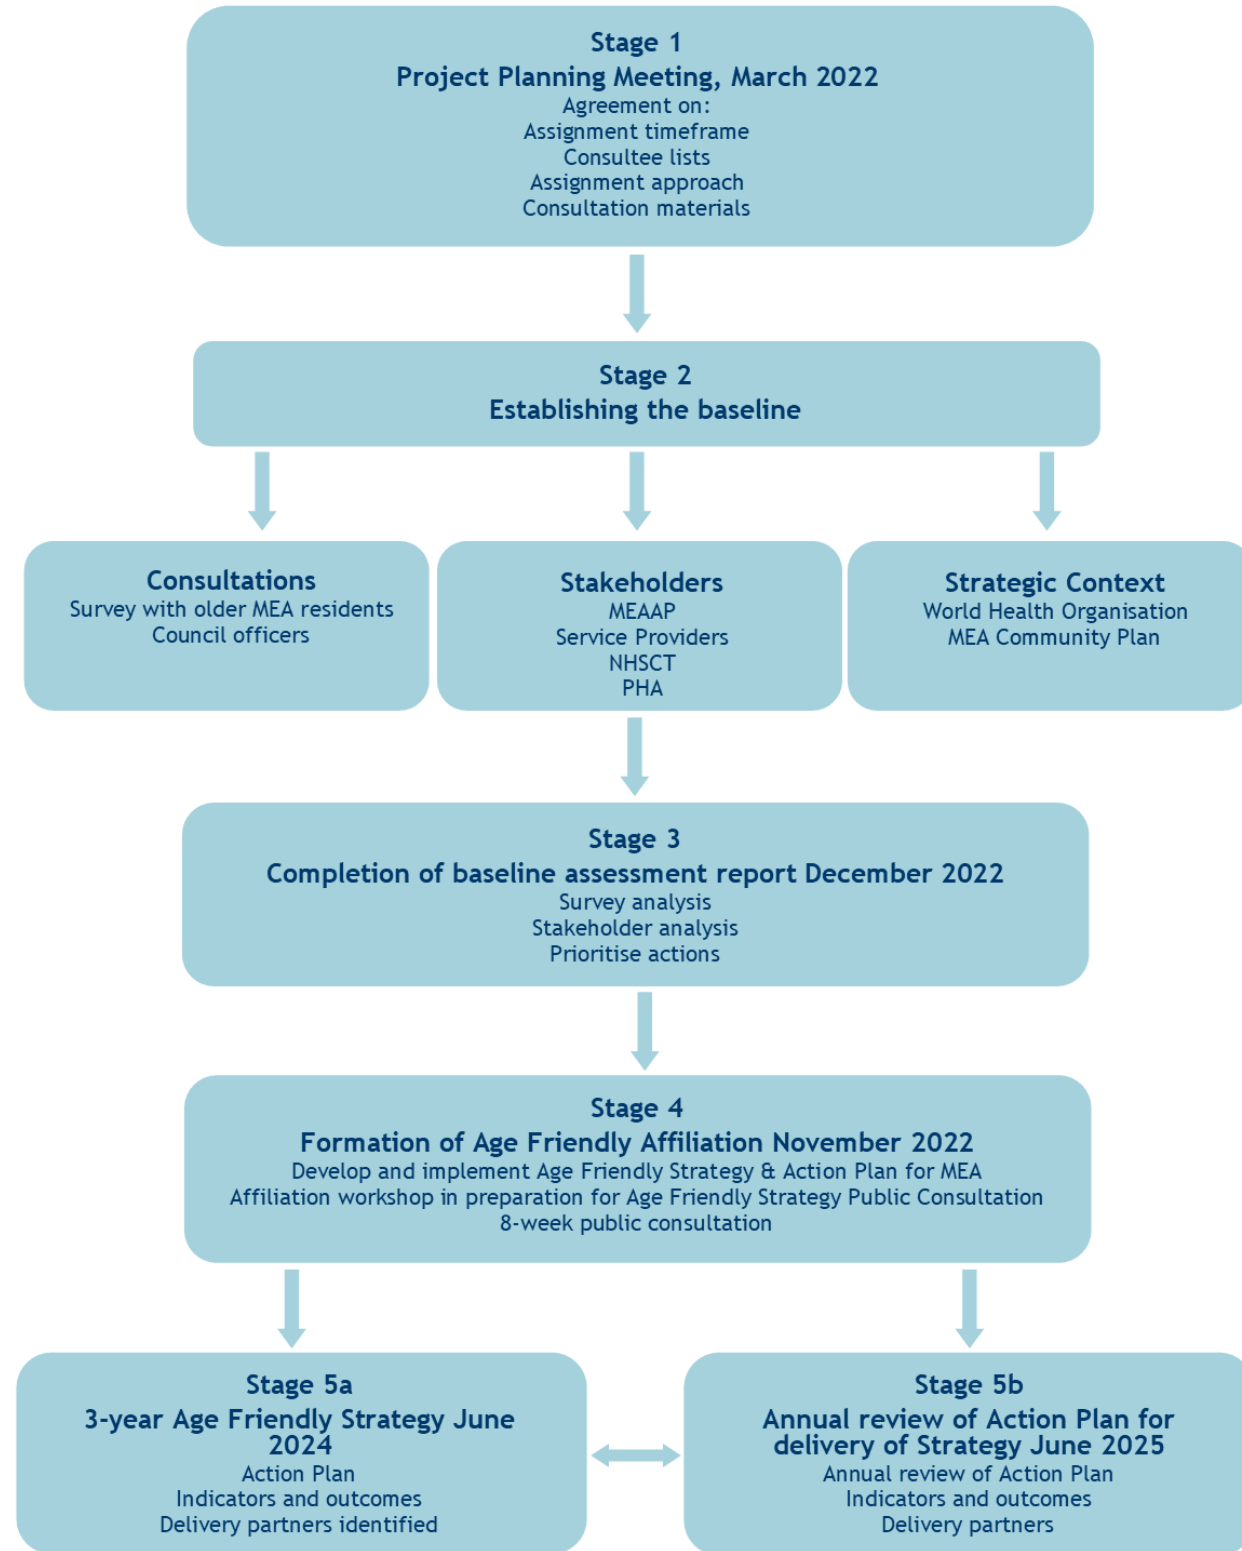 Stage 1
Project Planning Meeting, March 2022
Agreement on:
Assignment timeframe
Consultee lists
Assignment approach
Consultation materials
Stage 2
Establishing the baseline
Consultations
Survey with older MEA residents
Council officers
Stakeholders
MEAAP
Service Providers
NHSCT
PHA
Strategic Context
World Health Organisation
MEA Community Plan
Stage 3
Completion of baseline assessment report December 2022
Survey analysis
Stakeholder analysis
Prioritise actions
Stage 4
Formation of Age Friendly Affiliation November 2022
Develop and implement Age Friendly Strategy & Action Plan for MEA
Affiliation workshop in preparation for Age Friendly Strategy Public Consultation
8-week public consultation
Stage 5a
3-year Age Friendly Strategy June
2024
Action Plan
Indicators and outcomes
Delivery partners identified
Stage 5b
Annual review of Action Plan for
delivery of Strategy June 2025
Annual review of Action Plan
Indicators and outcomes
Delivery partners